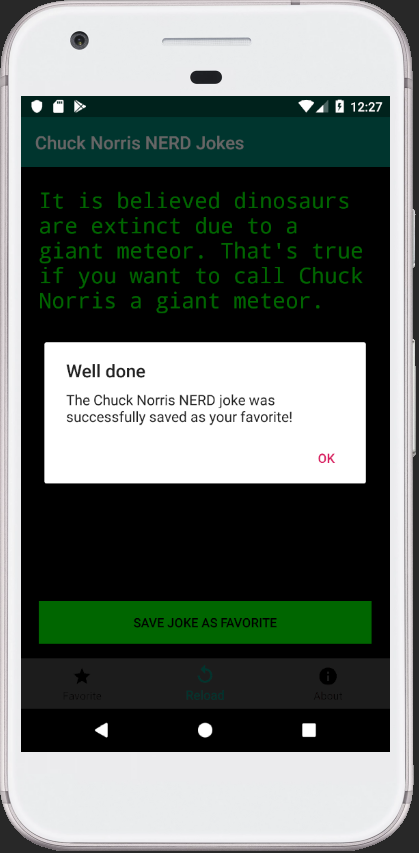 12:27
Chuck Norris NERD Jokes
It is believed dinosaurs
are extinct due to a
giant meteor. That's true
if you want to call Chuck
Norris a giant meteor.
Well done
The Chuck Norris NERD joke was
successfully saved as your favorite!
OK
SAVE JOKE AS FAVORITE
Favorite
Reload
About